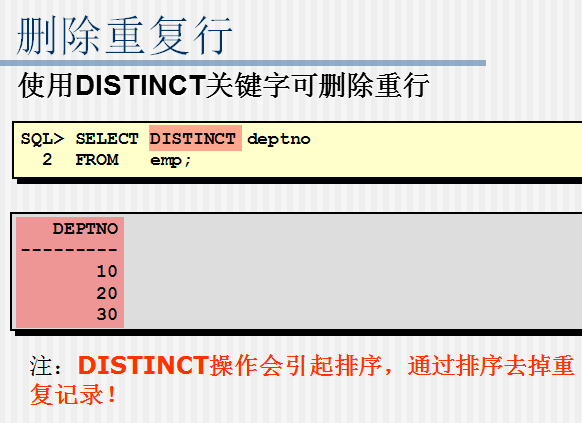 删除重复行
使用DISTINCT关键字可删除重行
SQL> SELECT DISTINCT deptno
2 FROM emp;
DEPTNO
---------
10
20
30
注：DISTINCT操作会引起排序，通过排序去掉重
复记录！